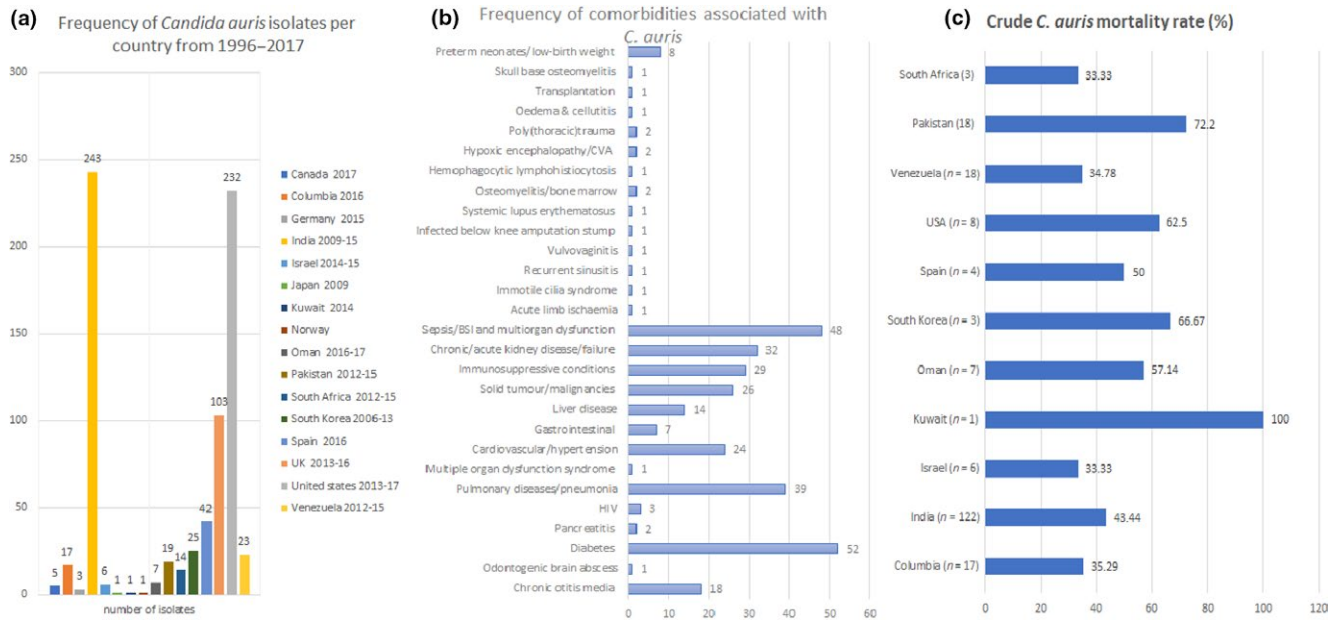 (a)
Frequency of Candida auris isolates per
country from 1996–2017
300
250
200
150
100
50
0
5
17
3
243
6
1
1
1
7
19
14
25
42
103
232
23
number of isolates
Canada 2017
Columbia 2016
Germany 2015
India 2009-15
Israel 2014-15
Japan 2009
Kuwait 2014
Norway
Oman 2016-17
Pakistan 2012-15
South Africa 2012-15
South Korea 2006-13
Spain 2016
UK 2013-16
United states 2013-17
Venezuela 2012-15
(b)
Frequency of comorbidities associated with
C. auris
Preterm neonates/low-birth weight 8
Skull base osteomyelitis 1
Transplantation 1
Oedema & cellutitis 1
Poly(thoracic)trauma 2
Hypoxic encephalopathy/CVA 2
Hemophagocytic lymphohistiocytosis 1
Osteomyelitis/bone marrow 2
Systemic lupus erythematosus 1
Infected below knee amputation stump 1
Vulvovaginitis 1
Recurrent sinusitis 1
Immotile cilia syndrome 1
Acute limb ischaemia 1
Sepsis/BSI and multiorgan dysfunction 48
Chronic/acute kidney disease/failure 32
Immunosuppressive conditions 29
Solid tumour/malignancies 26
Liver disease 14
Gastrointestinal 7
Cardiovascular/hypertension 24
Multiple organ dysfunction syndrome 1
Pulmonary diseases/pneumonia 39
HIV 3
Pancreatitis 2
Diabetes 52
Odontogenic brain abscess 1
Chronic otitis media 18
0 10 20 30 40 50 60
(c)
Crude C. auris mortality rate (%)
South Africa (3) 33.33
Pakistan (18) 72.2
Venezuela (n = 18) 34.78
USA (n = 8) 62.5
Spain (n = 4) 50
South Korea (n = 3) 66.67
Oman (n = 7) 57.14
Kuwait (n = 1) 100
Israel (n = 6) 33.33
India (n = 122) 43.44
Columbia (n = 17) 35.29
0 20 40 60 80 100 120